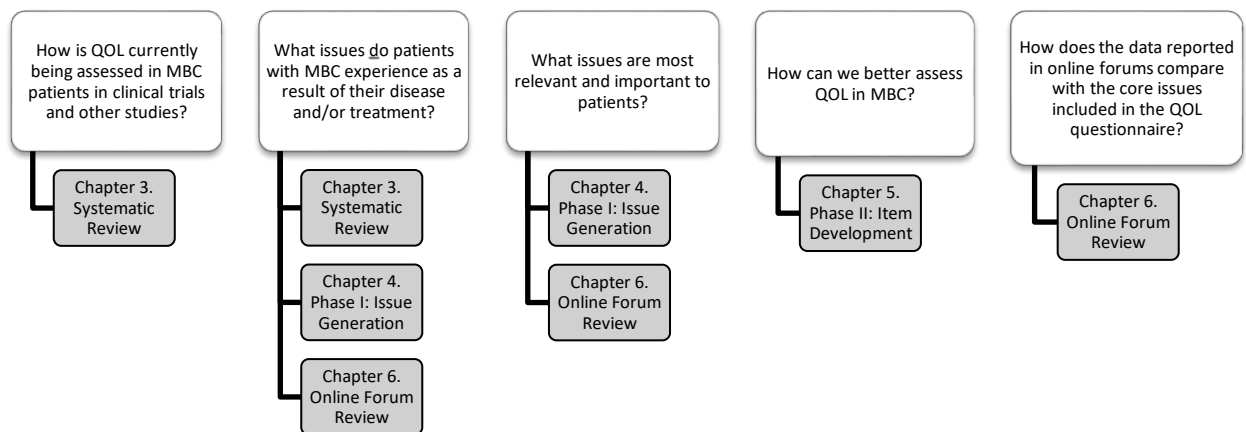 How is QOL currently
being assessed in MBC
patients in clinical trials
and other studies?
Chapter 3.
Systematic
Review
What issues do patients
with MBC experience as a
result of their disease
and/or treatment?
Chapter 3.
Systematic
Review
Chapter 4.
Phase I: Issue
Generation
Chapter 6.
Online Forum
Review
What issues are most
relevant and important to
patients?
Chapter 4.
Phase I: Issue
Generation
Chapter 6.
Online Forum
Review
How can we better assess
QOL in MBC?
Chapter 5.
Phase II: Item
Development
How does the data reported
in online forums compare
with the core issues
included in the QOL
questionnaire?
Chapter 6.
Online Forum
Review